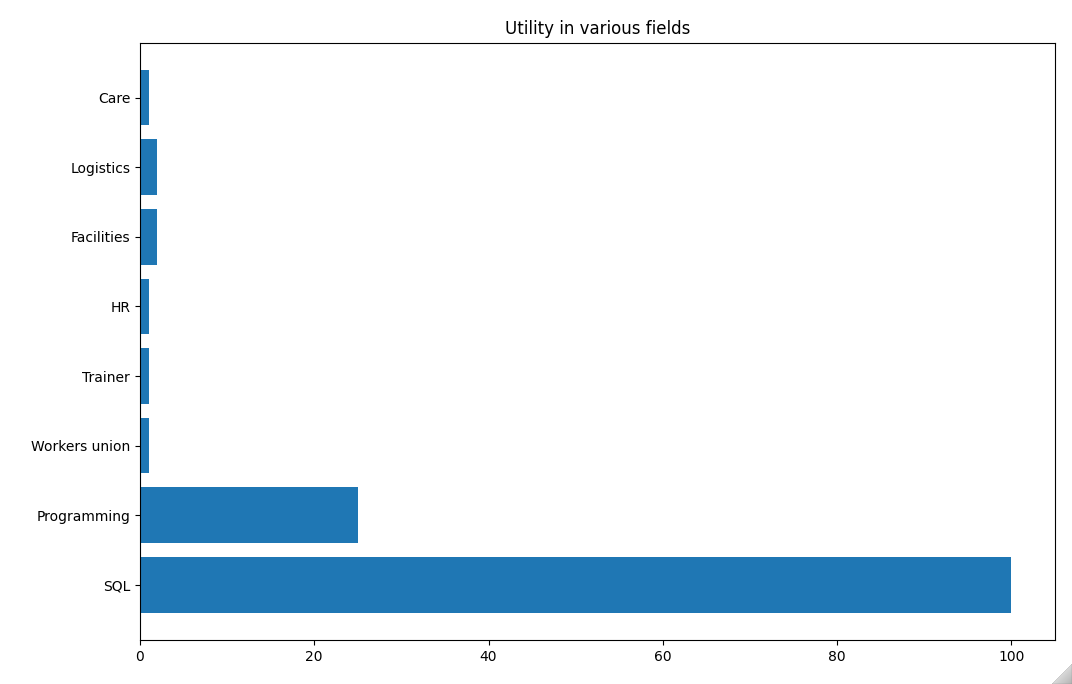 Utility in various fields
Care
Logistics
Facilities
HR
Trainer
Workers union
Programming
SQL
0 20 40 60 80 100